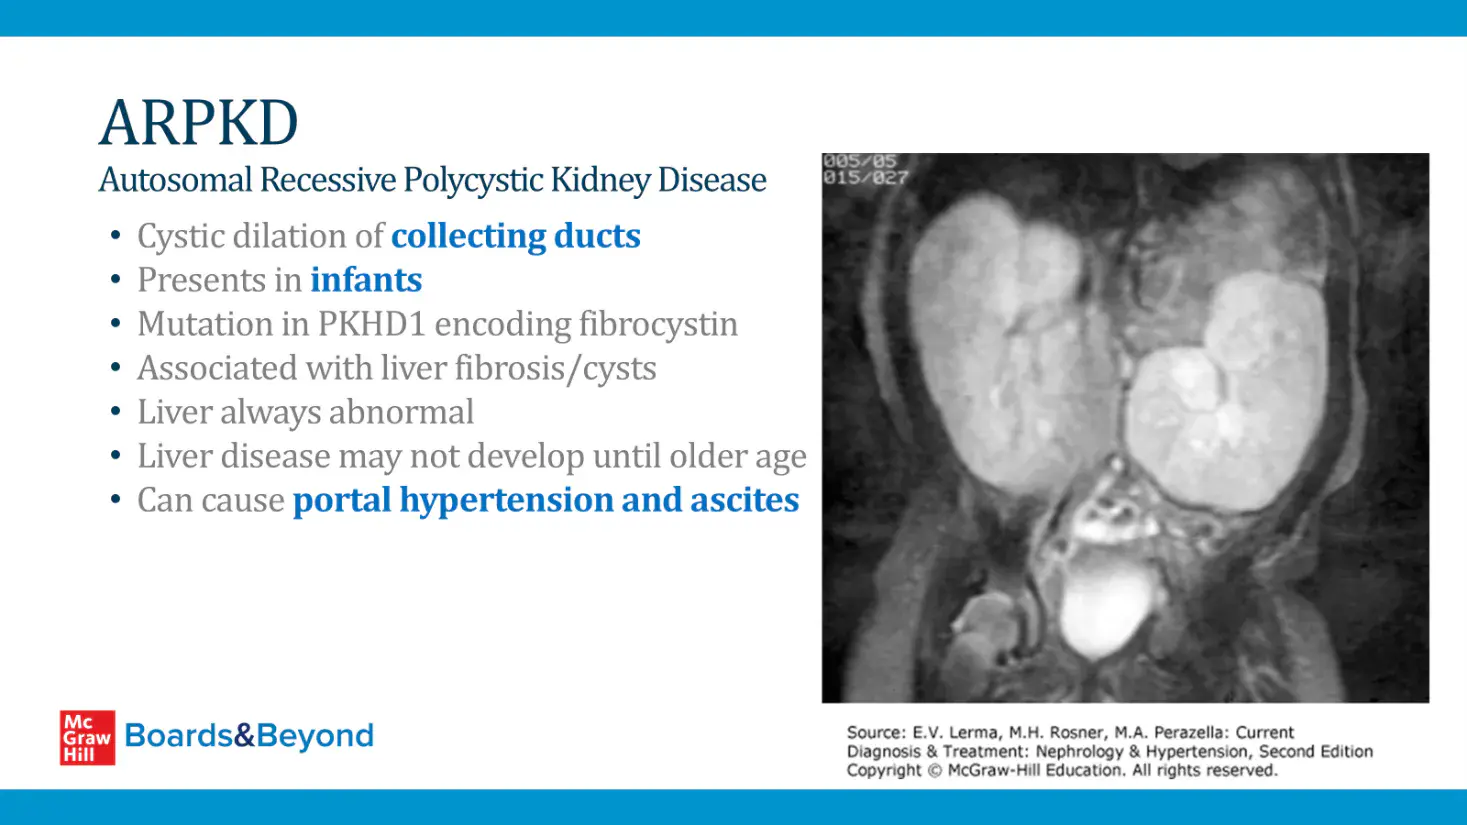 ARPKD
Autosomal Recessive Polycystic Kidney Disease
• Cystic dilation of collecting ducts
• Presents in infants
• Mutation in PKHD1 encoding fibrocystin
• Associated with liver fibrosis/cysts
• Liver always abnormal
• Liver disease may not develop until older age
• Can cause portal hypertension and ascites
005/05
015/027
Mc
Graw
Hill
Boards&Beyond
Source: E.V. Lerma, M.H. Rosner, M.A. Perazella: Current
Diagnosis & Treatment: Nephrology & Hypertension, Second Edition
Copyright © McGraw-Hill Education. All rights reserved.